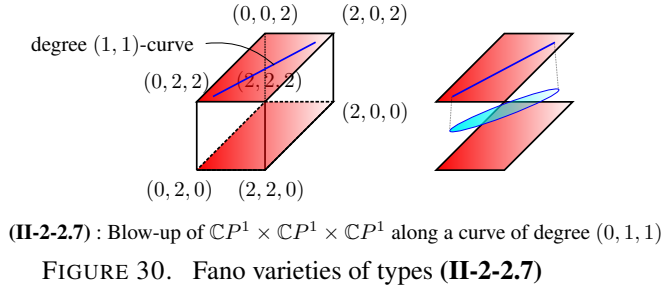 (0, 0, 2)
(2, 0, 2)
degree (1, 1)-curve
(0, 2, 2)
(2, 2, 2)
(2, 0, 0)
(0, 2, 0)
(2, 2, 0)
(II-2-2.7) : Blow-up of ℂP¹ × ℂP¹ × ℂP¹ along a curve of degree (0, 1, 1)
FIGURE 30. Fano varieties of types (II-2-2.7)